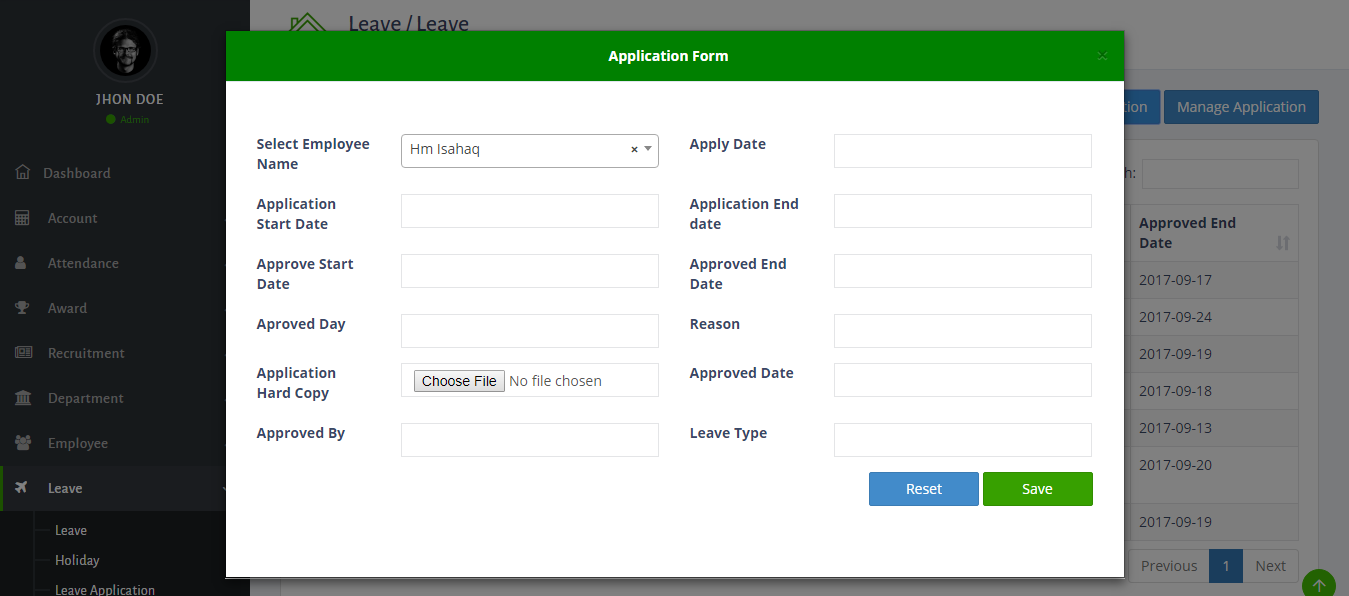 Leave / Leave
Application Form
×
JHON DOE
Admin
tion
Manage Application
Dashboard
Account
Attendance
Award
Recruitment
Department
Employee
Leave
Leave
Holiday
Leave Application
Select Employee
Name
Hm Isahaq
×
Apply Date
Application
Start Date
Application End
date
Approve Start
Date
Approved End
Date
Aproved Day
Reason
Application
Hard Copy
Choose File No file chosen
Approved Date
Approved By
Leave Type
Reset
Save
h:
Approved End
Date
2017-09-17
2017-09-24
2017-09-19
2017-09-18
2017-09-13
2017-09-20
2017-09-19
Previous
1
Next